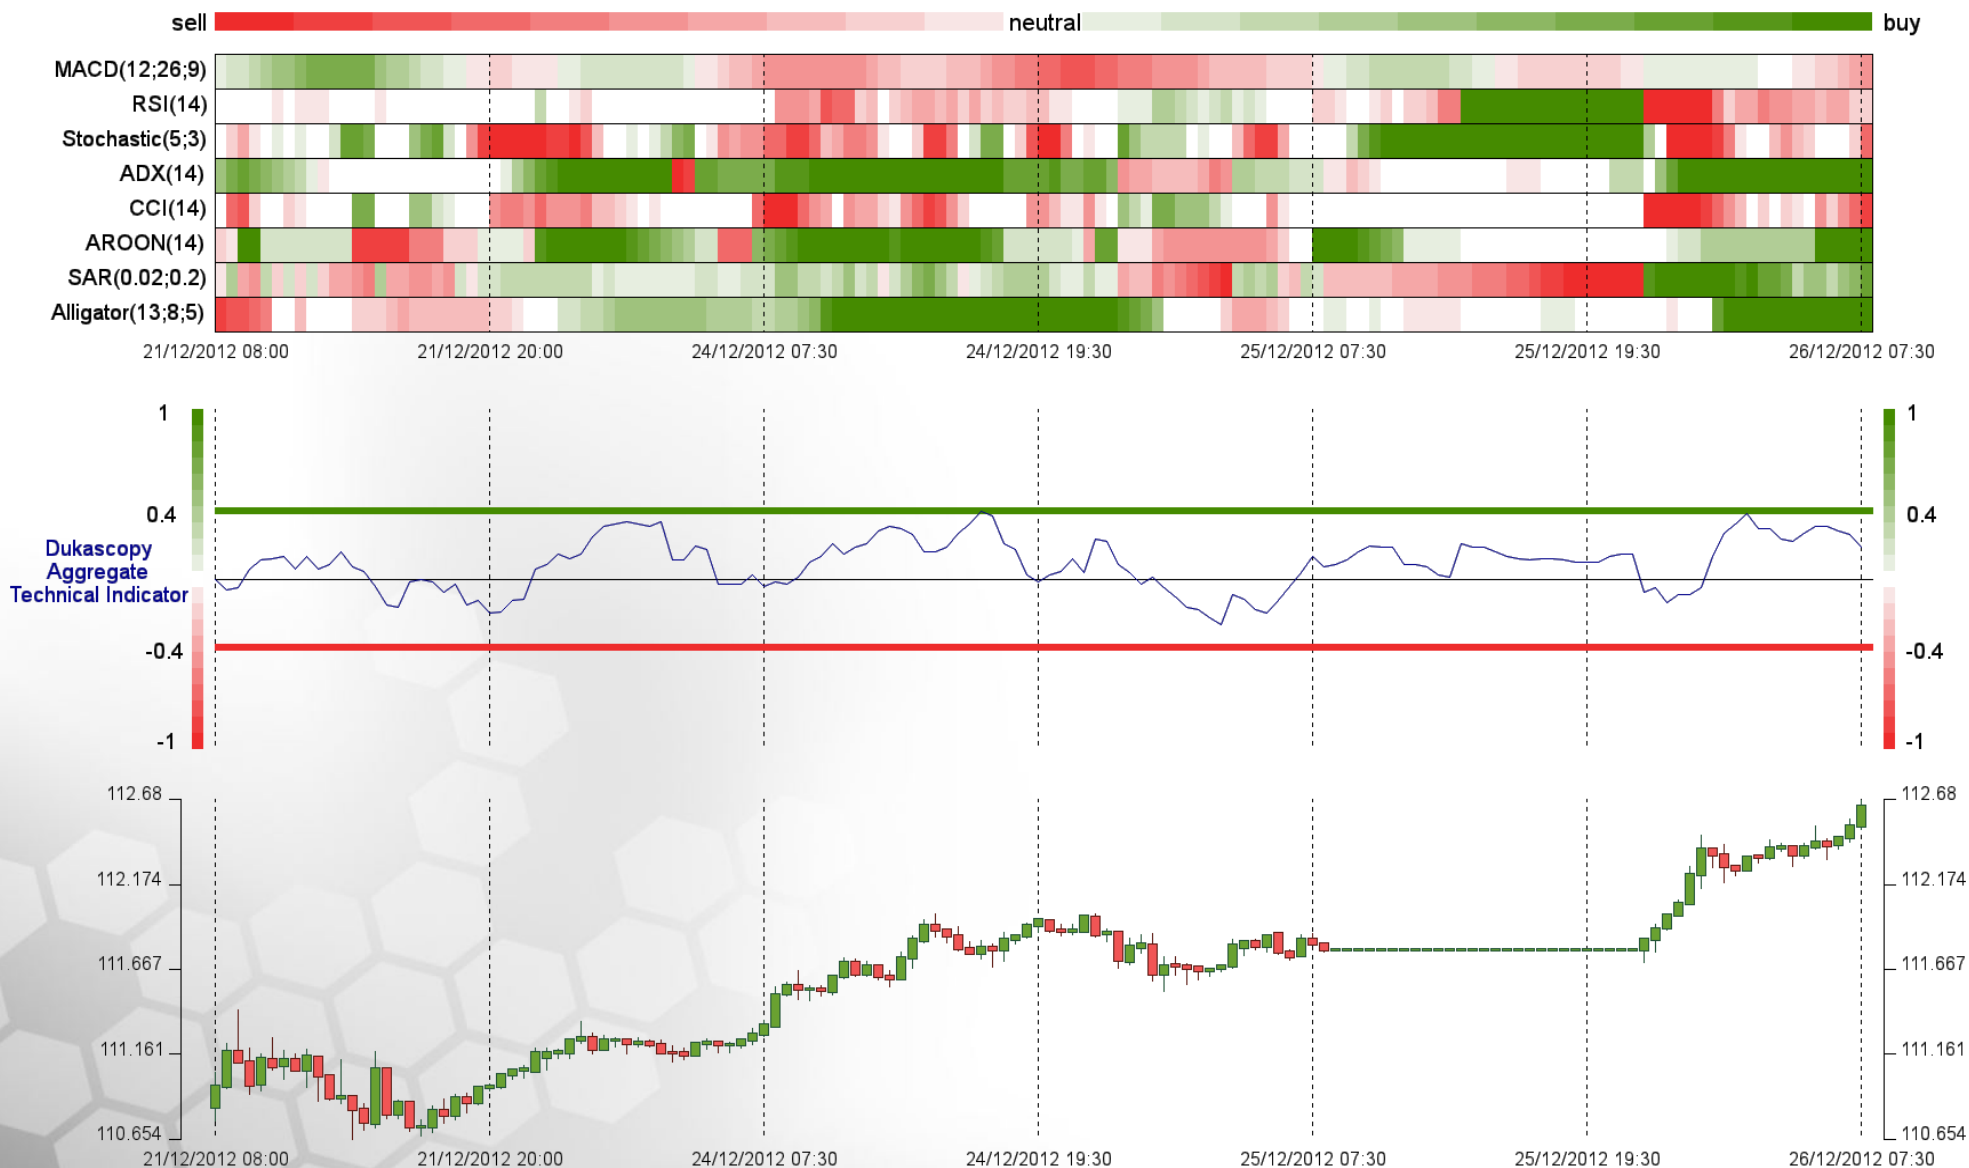 sell neutral buy
MACD(12;26;9)
RSI(14)
Stochastic(5;3)
ADX(14)
CCI(14)
AROON(14)
SAR(0.02;0.2)
Alligator(13;8;5)
21/12/2012 08:00 21/12/2012 20:00 24/12/2012 07:30 24/12/2012 19:30 25/12/2012 07:30 25/12/2012 19:30 26/12/2012 07:30
1 1
0.4 0.4
Dukascopy
Aggregate
Technical Indicator
-0.4 -0.4
-1 -1
112.68 112.68
112.174 112.174
111.667 111.667
111.161 111.161
110.654 110.654
21/12/2012 08:00 21/12/2012 20:00 24/12/2012 07:30 24/12/2012 19:30 25/12/2012 07:30 25/12/2012 19:30 26/12/2012 07:30